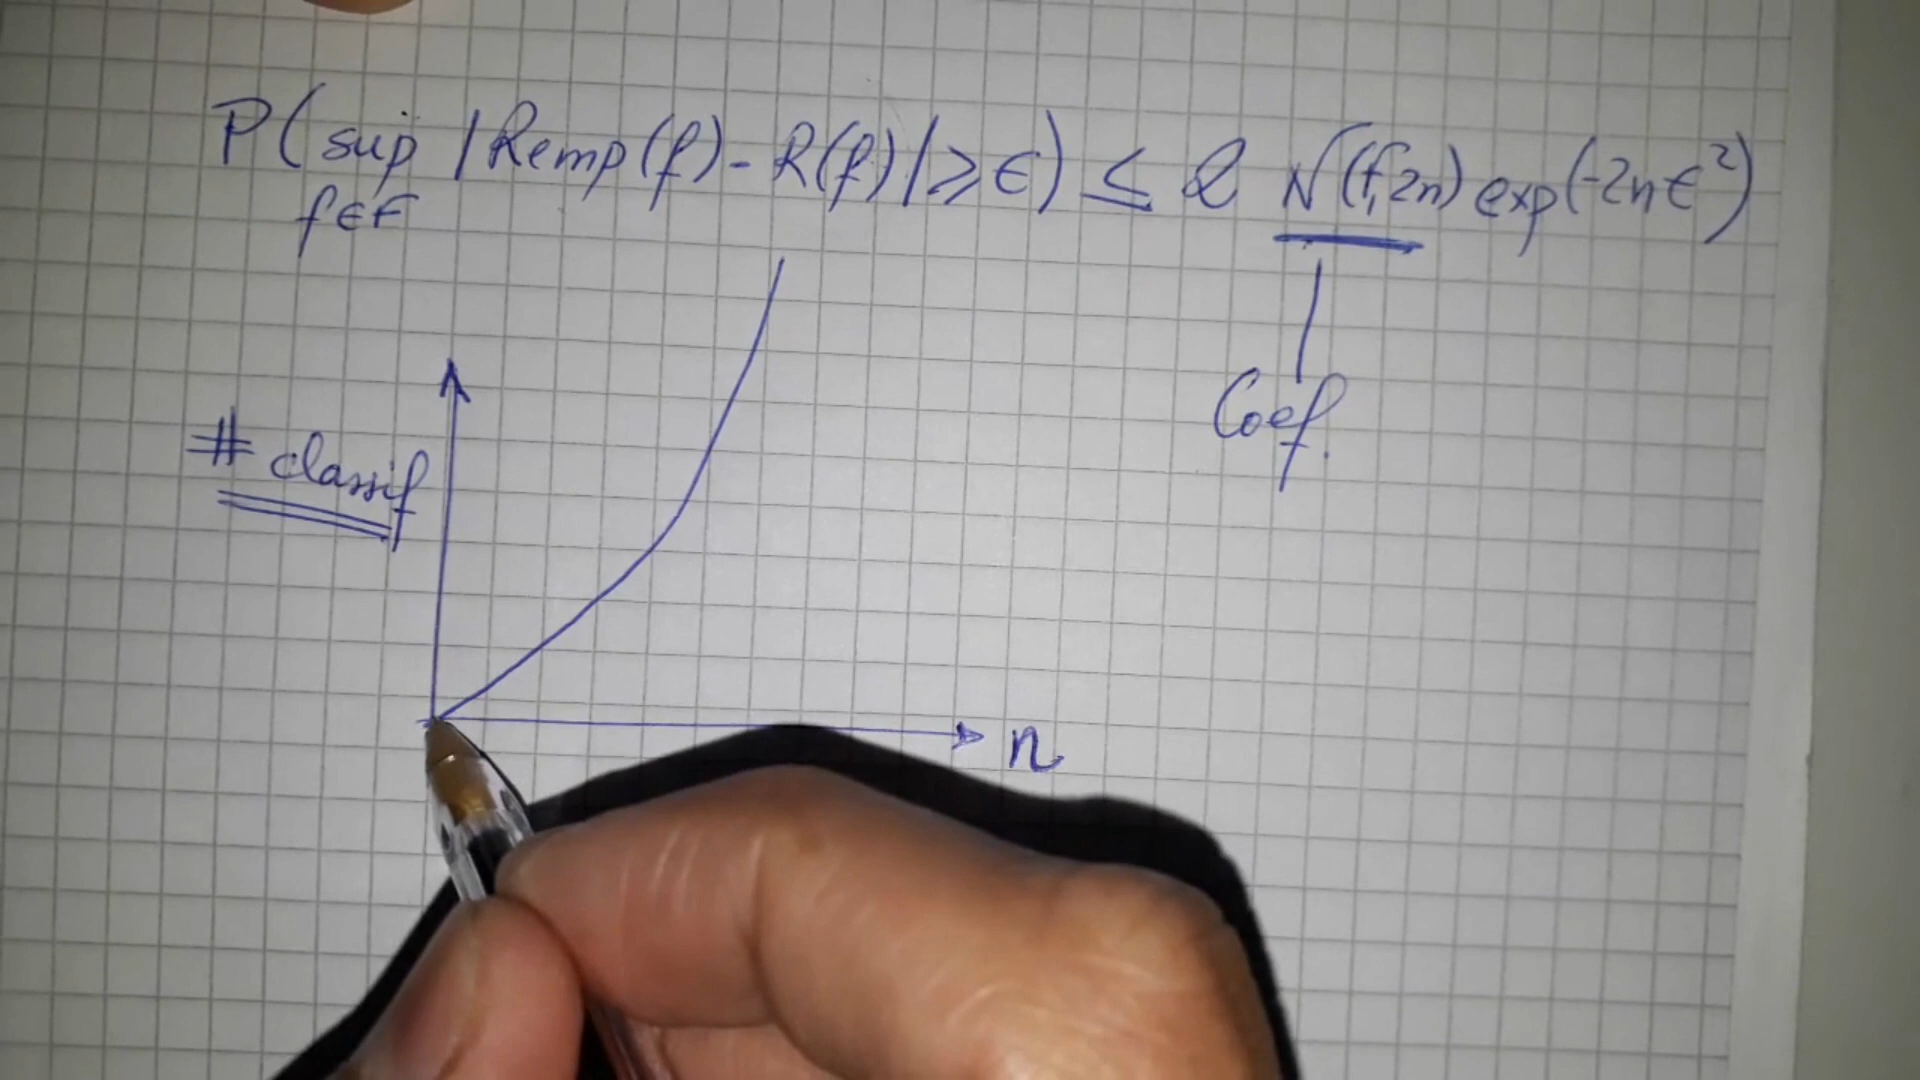 P(sup |Remp(f) - R(f)| ≥ ϵ) ≤ 2 N(F,2n) exp(-2nϵ²)
f∈F
Coef.
# classif
n